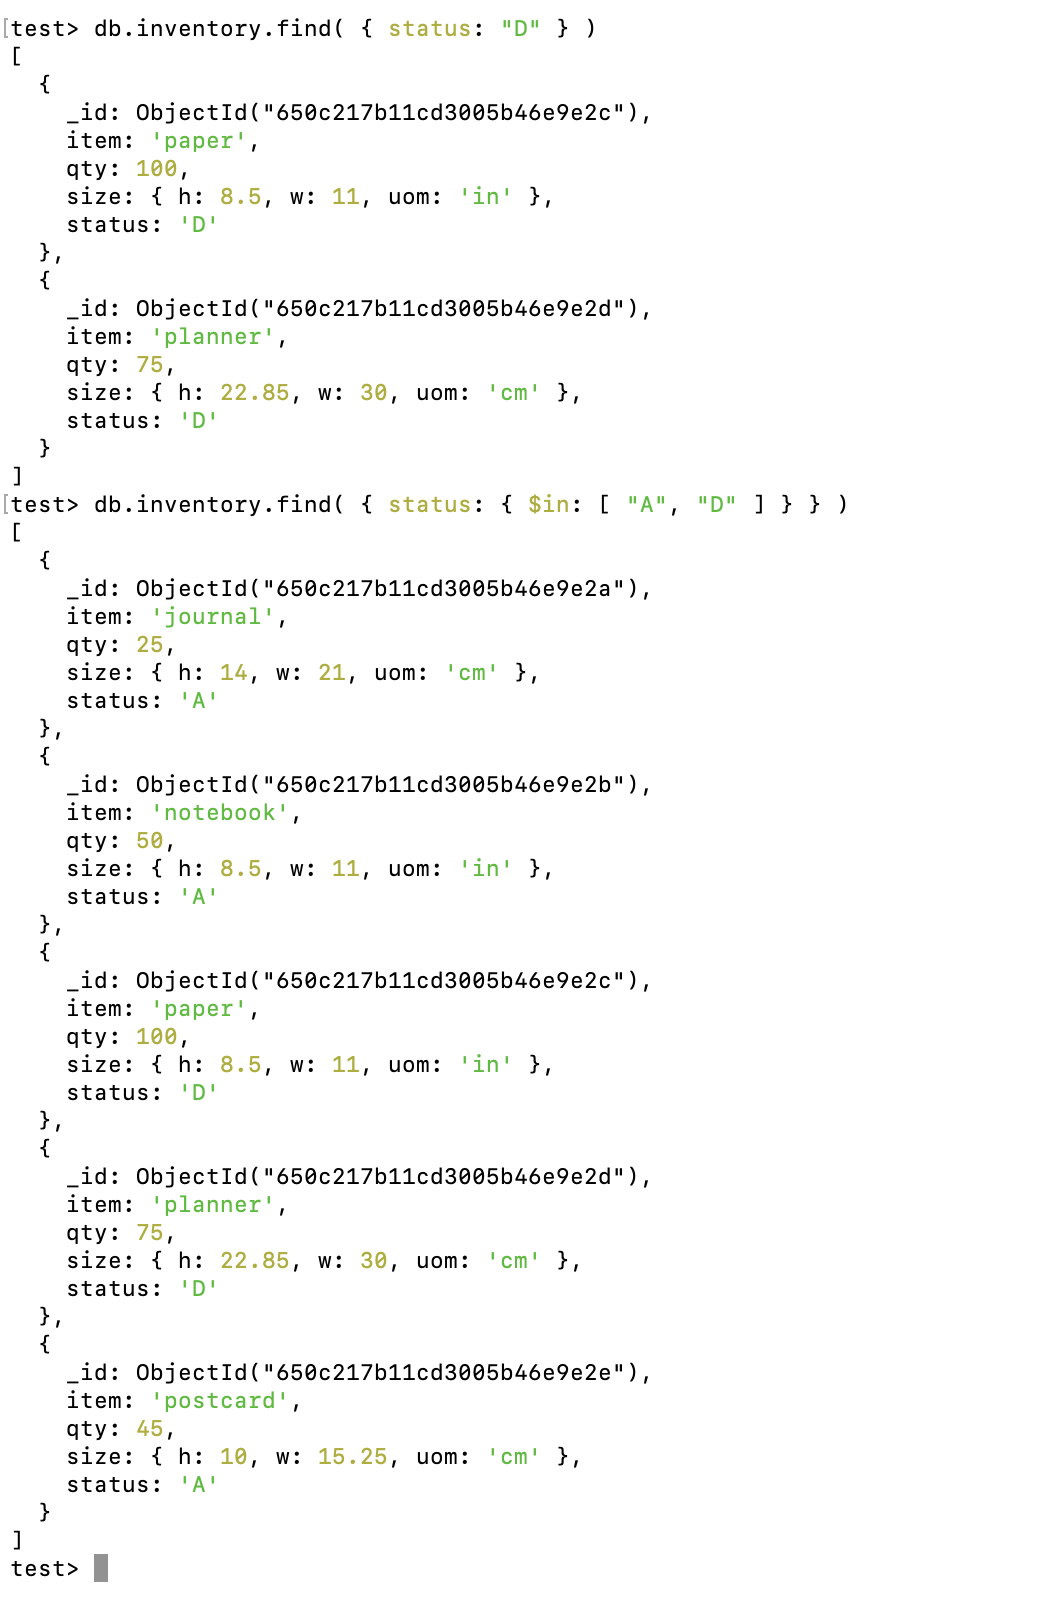 [test> db.inventory.find( { status: "D" } )
[
  {
    _id: ObjectId("650c217b11cd3005b46e9e2c"),
    item: 'paper',
    qty: 100,
    size: { h: 8.5, w: 11, uom: 'in' },
    status: 'D'
  },
  {
    _id: ObjectId("650c217b11cd3005b46e9e2d"),
    item: 'planner',
    qty: 75,
    size: { h: 22.85, w: 30, uom: 'cm' },
    status: 'D'
  }
]
[test> db.inventory.find( { status: { $in: [ "A", "D" ] } } )
[
  {
    _id: ObjectId("650c217b11cd3005b46e9e2a"),
    item: 'journal',
    qty: 25,
    size: { h: 14, w: 21, uom: 'cm' },
    status: 'A'
  },
  {
    _id: ObjectId("650c217b11cd3005b46e9e2b"),
    item: 'notebook',
    qty: 50,
    size: { h: 8.5, w: 11, uom: 'in' },
    status: 'A'
  },
  {
    _id: ObjectId("650c217b11cd3005b46e9e2c"),
    item: 'paper',
    qty: 100,
    size: { h: 8.5, w: 11, uom: 'in' },
    status: 'D'
  },
  {
    _id: ObjectId("650c217b11cd3005b46e9e2d"),
    item: 'planner',
    qty: 75,
    size: { h: 22.85, w: 30, uom: 'cm' },
    status: 'D'
  },
  {
    _id: ObjectId("650c217b11cd3005b46e9e2e"),
    item: 'postcard',
    qty: 45,
    size: { h: 10, w: 15.25, uom: 'cm' },
    status: 'A'
  }
]
test>